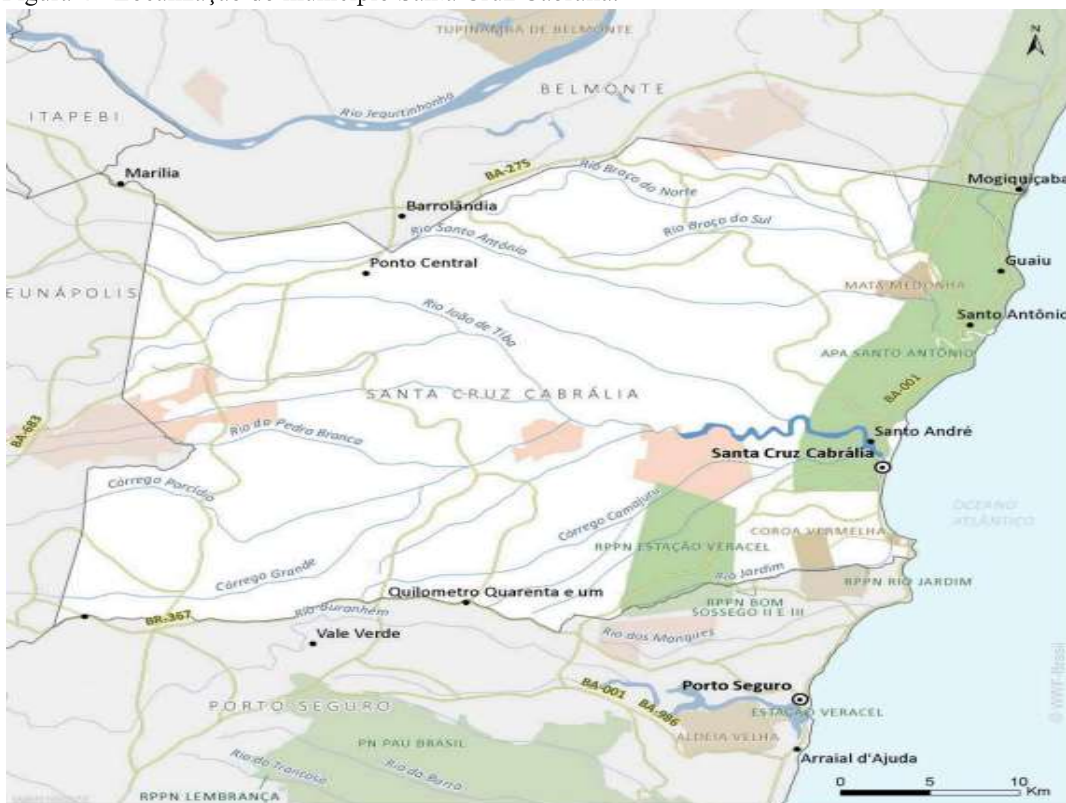 TUPINAMBÁ DE BELMONTE
N
BELMONTE
Rio Jequitinhonha
ITAPEBI
Marilia
BA-275
Rio Braço do Norte
Mogiquiçaba
Barrolândia
Rio Santo António
Rio Braço do Sul
Ponto Central
Guaiu
EUNÁPOLIS
MATA MEDONHA
Rio João de Tiba
Santo Antônio
APA SANTO ANTÔNIO
BA-001
SANTA CRUZ CABRÁLIA
BA-683
Rio da Pedra Branca
Santo André
Santa Cruz Cabrália
Córrego Parcídio
OCEANO
ATLÂNTICO
Córrego Camajuru
COROA VERMELHA
RPPN ESTAÇÃO VERACEL
Córrego Grande
Rio Jardim
RPPN RIO JARDIM
Quilometro Quarenta e um
RPPN BOM
SOSSEGO II E III
BR-367
Rio Buranhém
Vale Verde
Rio dos Mangues
© WWF-Brasil
BA-001
BA-986
Porto Seguro
PORTO SEGURO
ESTAÇÃO VERACEL
PN PAU BRASIL
ALDEIA VELHA
Arraial d'Ajuda
Rio do Trancoso
Rio da Barra
RPPN LEMBRANÇA
0 5 10
Km